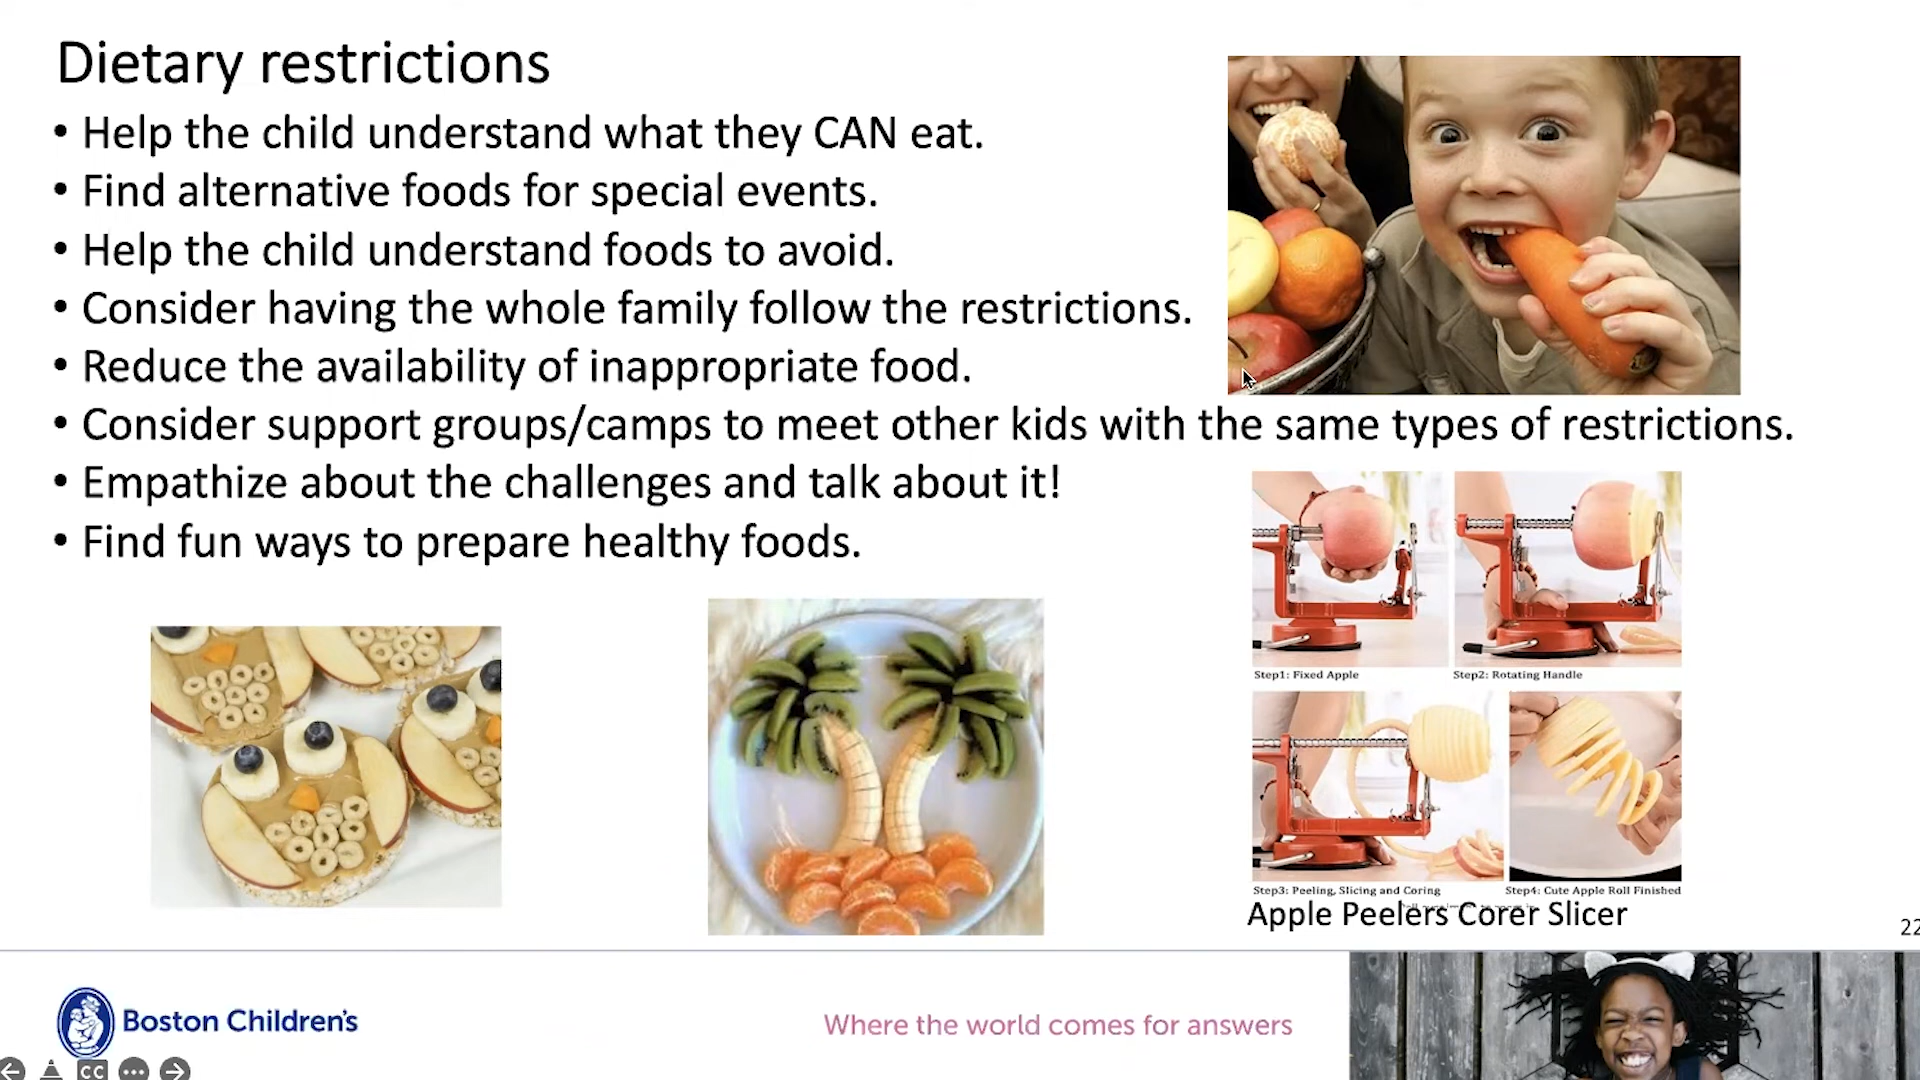 Dietary restrictions
• Help the child understand what they CAN eat.
• Find alternative foods for special events.
• Help the child understand foods to avoid.
• Consider having the whole family follow the restrictions.
• Reduce the availability of inappropriate food.
• Consider support groups/camps to meet other kids with the same types of restrictions.
• Empathize about the challenges and talk about it!
• Find fun ways to prepare healthy foods.
Step1: Fixed Apple
Step2: Rotating Handle
Step3: Peeling, Slicing and Coring
Step4: Cute Apple Roll Finished
Apple Peelers Corer Slicer
22
Boston Children's
Where the world comes for answers
CC